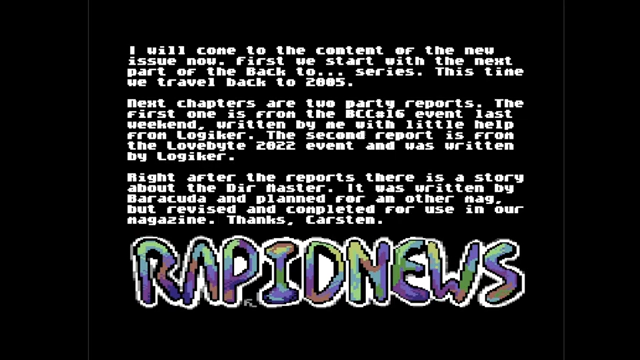 I will come to the content of the new
issue now. First we start with the next
part of the Back to... series. This time
we travel back to 2005.
Next chapters are two party reports. The
first one is from the BCC#16 event last
weekend, written by me with little help
from Logiker. The second report is from
the Lovebyte 2022 event and was written
by Logiker.
Right after the reports there is a story
about the Dir Master. It was written by
Baracuda and planned for an other mag,
but revised and completed for use in our
magazine. Thanks, Carsten.
RAPIDNEWS